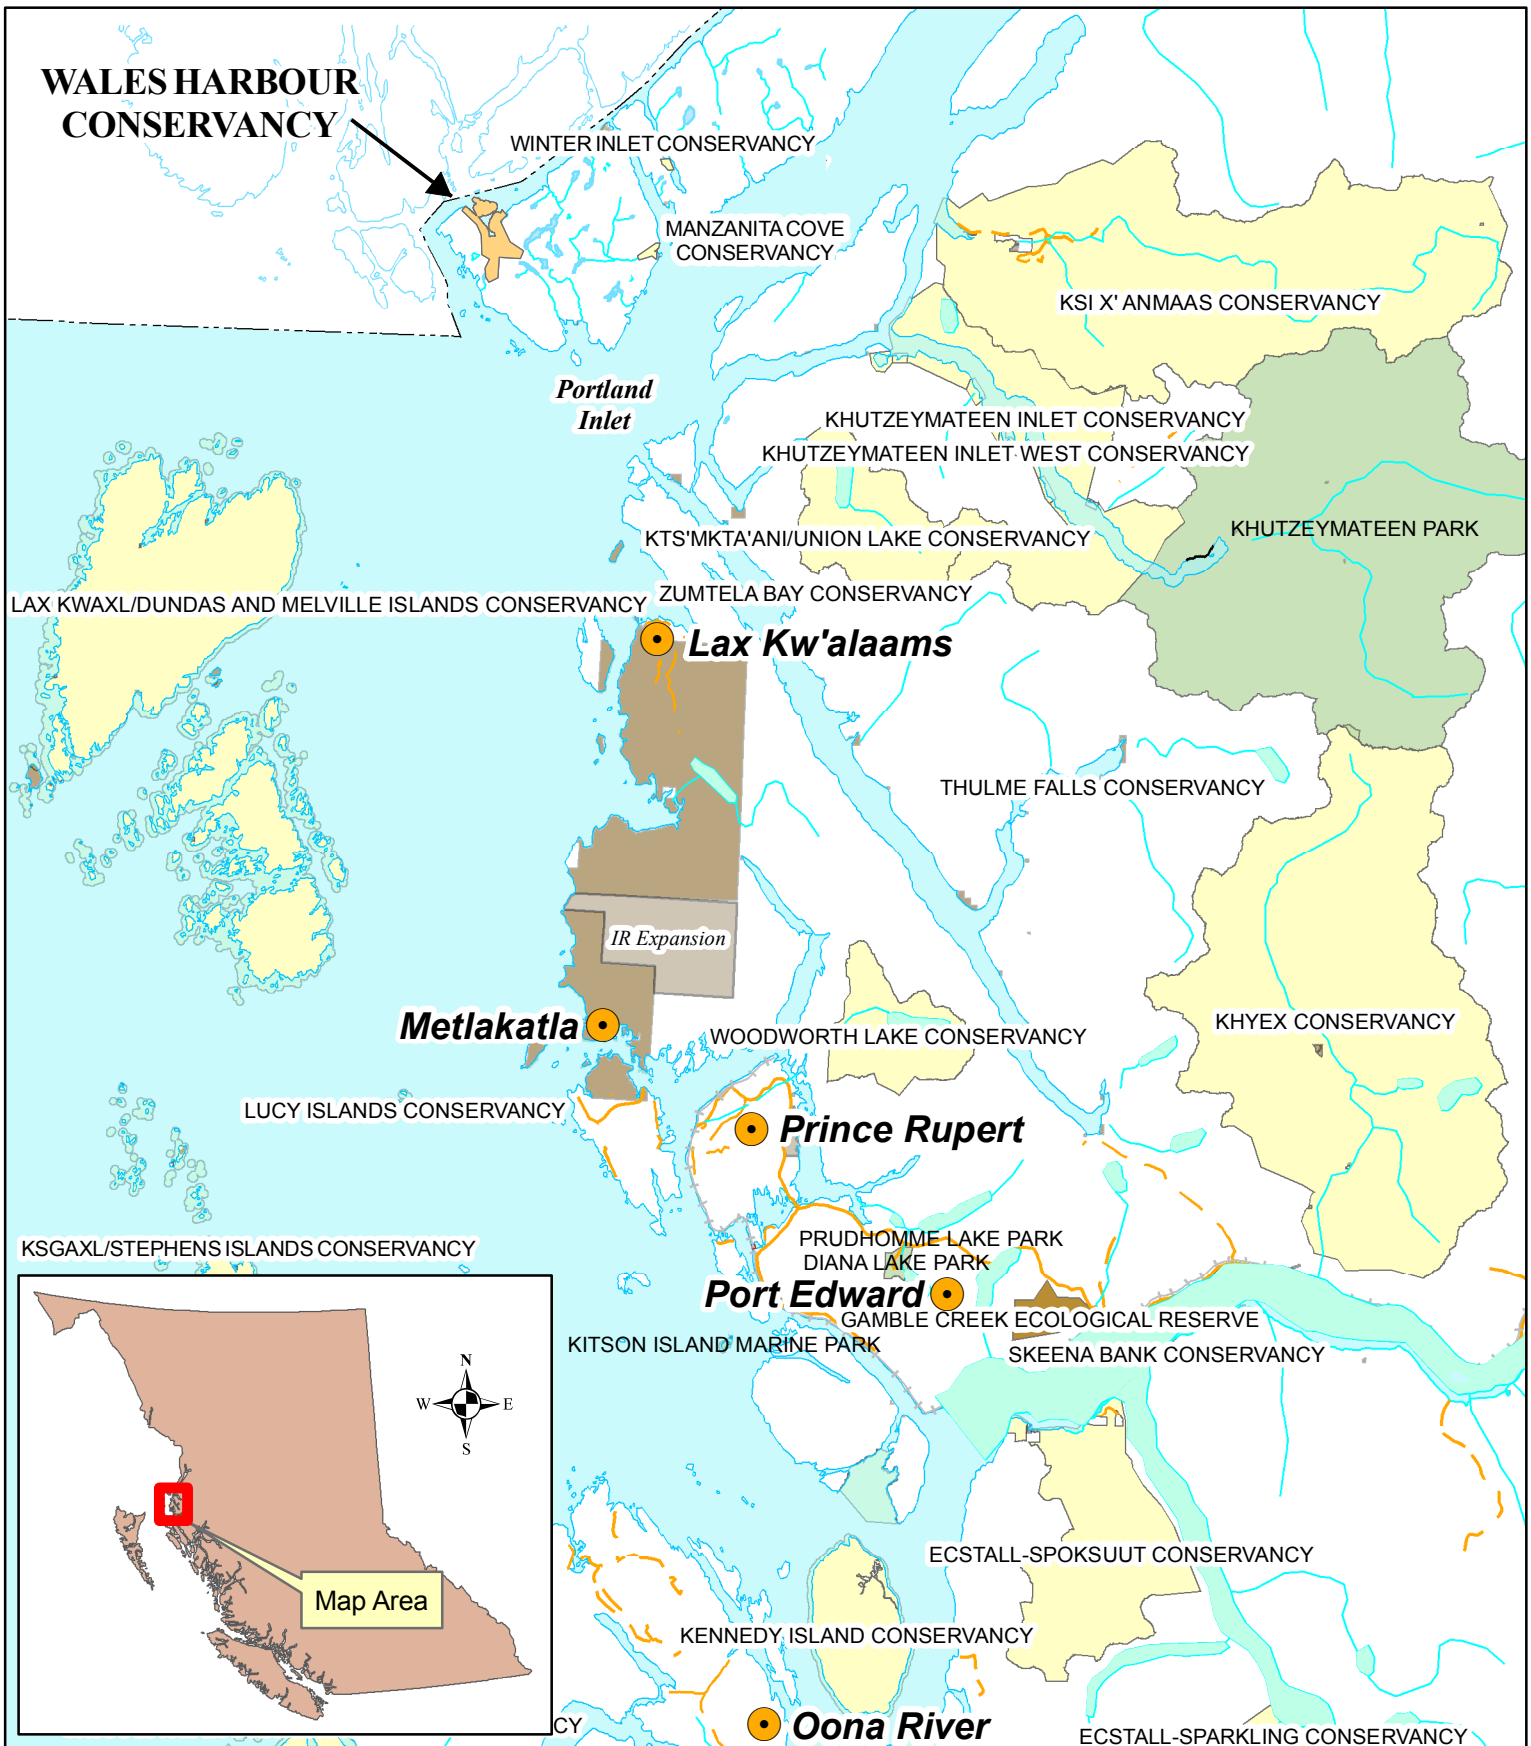 WALES HARBOUR
CONSERVANCY
WINTER INLET CONSERVANCY
MANZANITA COVE
CONSERVANCY
KSI X' ANMAAS CONSERVANCY
Portland
Inlet
KHUTZEYMATEEN INLET CONSERVANCY
KHUTZEYMATEEN INLET WEST CONSERVANCY
KHUTZEYMATEEN PARK
KTS'MKTA'ANI/UNION LAKE CONSERVANCY
ZUMTELA BAY CONSERVANCY
LAX KWAXL/DUNDAS AND MELVILLE ISLANDS CONSERVANCY
Lax Kw'alaams
THULME FALLS CONSERVANCY
IR Expansion
Metlakatla
WOODWORTH LAKE CONSERVANCY
KHYEX CONSERVANCY
LUCY ISLANDS CONSERVANCY
Prince Rupert
KSGAXL/STEPHENS ISLANDS CONSERVANCY
PRUDHOMME LAKE PARK
DIANA LAKE PARK
Port Edward
GAMBLE CREEK ECOLOGICAL RESERVE
KITSON ISLAND MARINE PARK
SKEENA BANK CONSERVANCY
N
W
E
S
Map Area
ECSTALL-SPOKSUUT CONSERVANCY
KENNEDY ISLAND CONSERVANCY
Oona River
CY
ECSTALL-SPARKLING CONSERVANCY